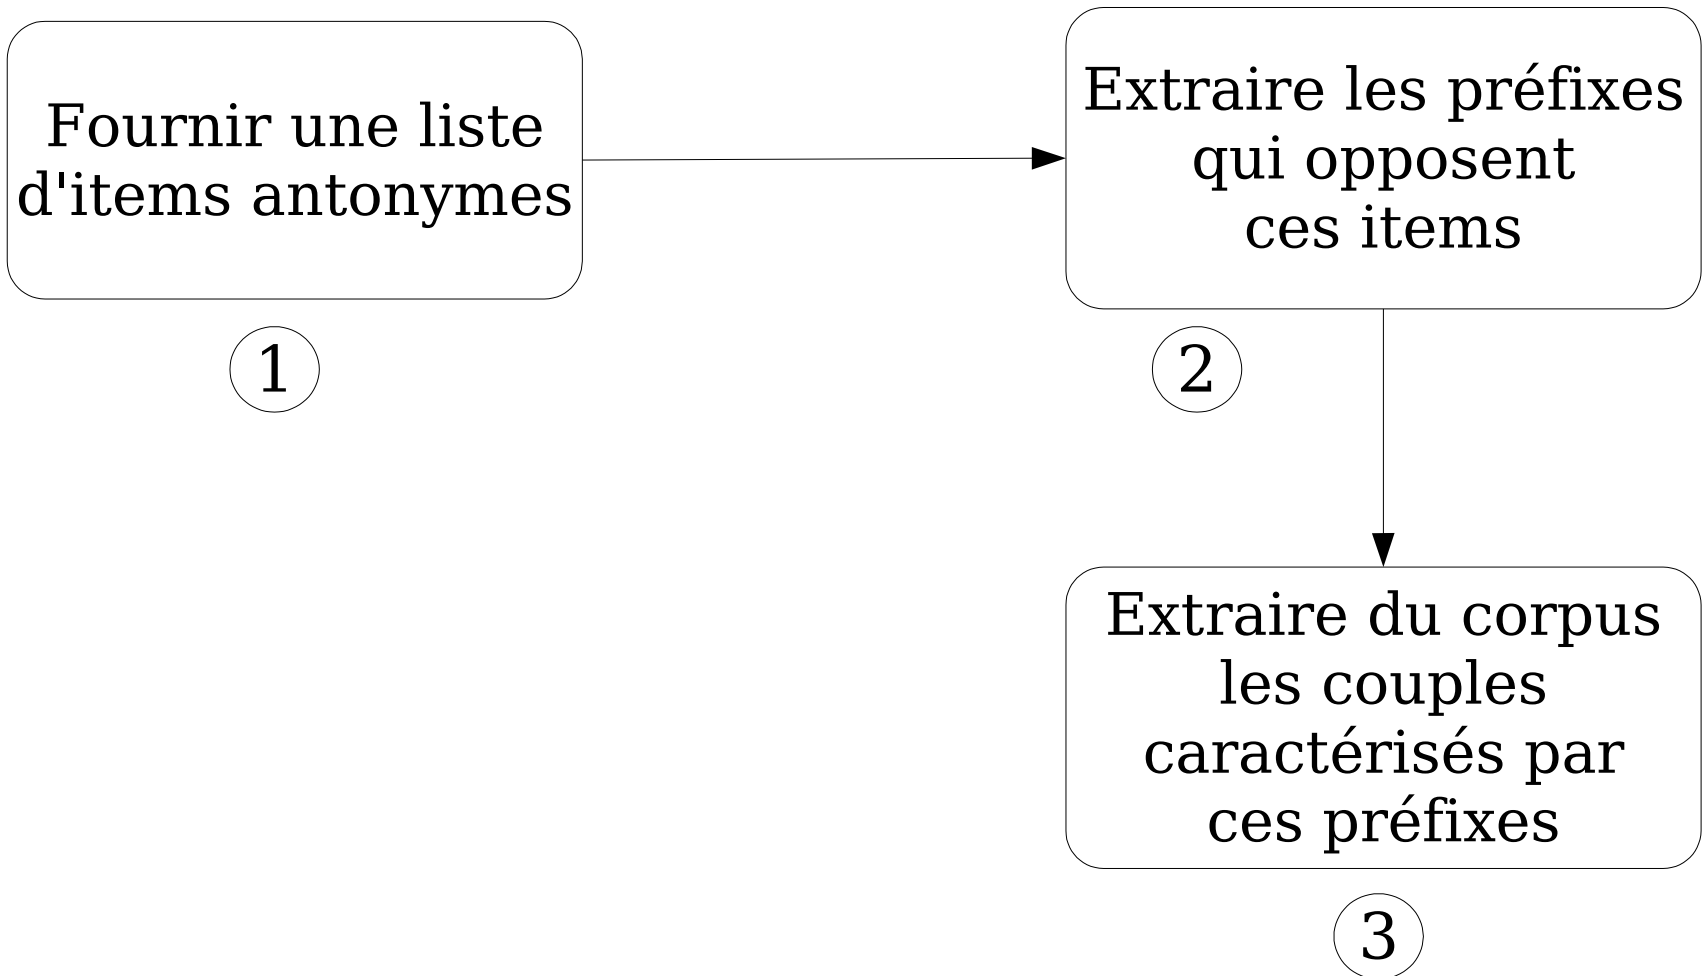 Fournir une liste
d'items antonymes
1
Extraire les préfixes
qui opposent
ces items
2
Extraire du corpus
les couples
caractérisés par
ces préfixes
3